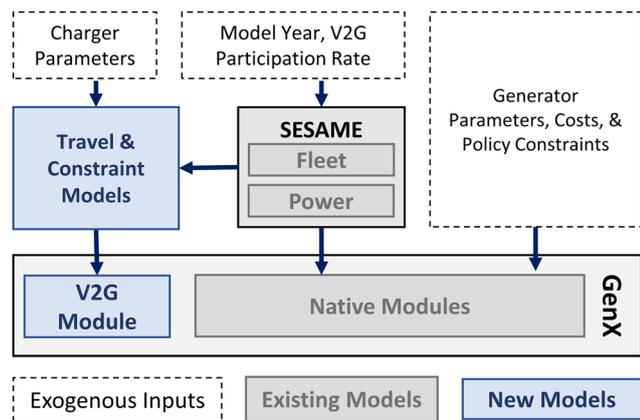 Charger
Parameters
Model Year, V2G
Participation Rate
Generator
Parameters, Costs, &
Policy Constraints
Travel &
Constraint
Models
SESAME
Fleet
Power
V2G
Module
Native Modules
GenX
Exogenous Inputs
Existing Models
New Models